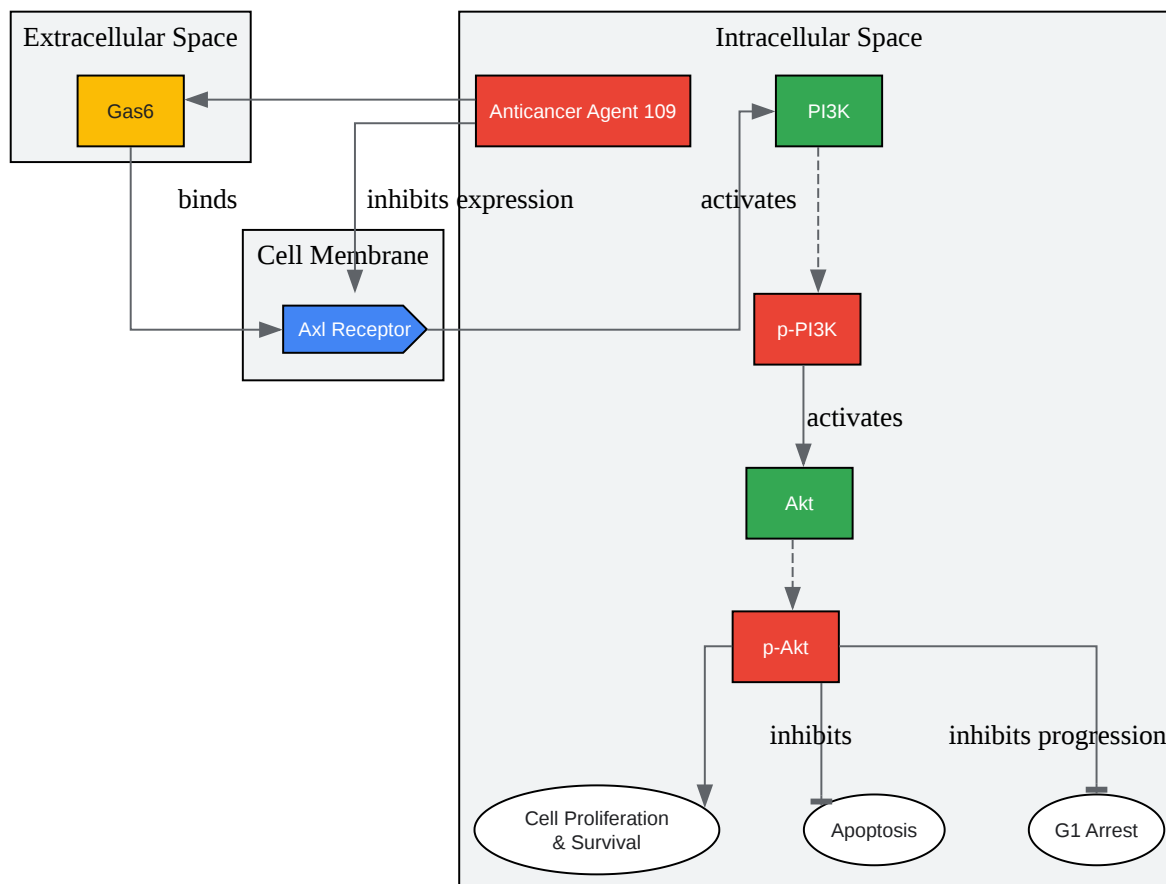 Extracellular Space
Intracellular Space
Gas6
Anticancer Agent 109
PI3K
binds
inhibits expression
activates
Cell Membrane
Axl Receptor
p-PI3K
activates
Akt
p-Akt
inhibits
inhibits progression
Cell Proliferation
& Survival
Apoptosis
G1 Arrest